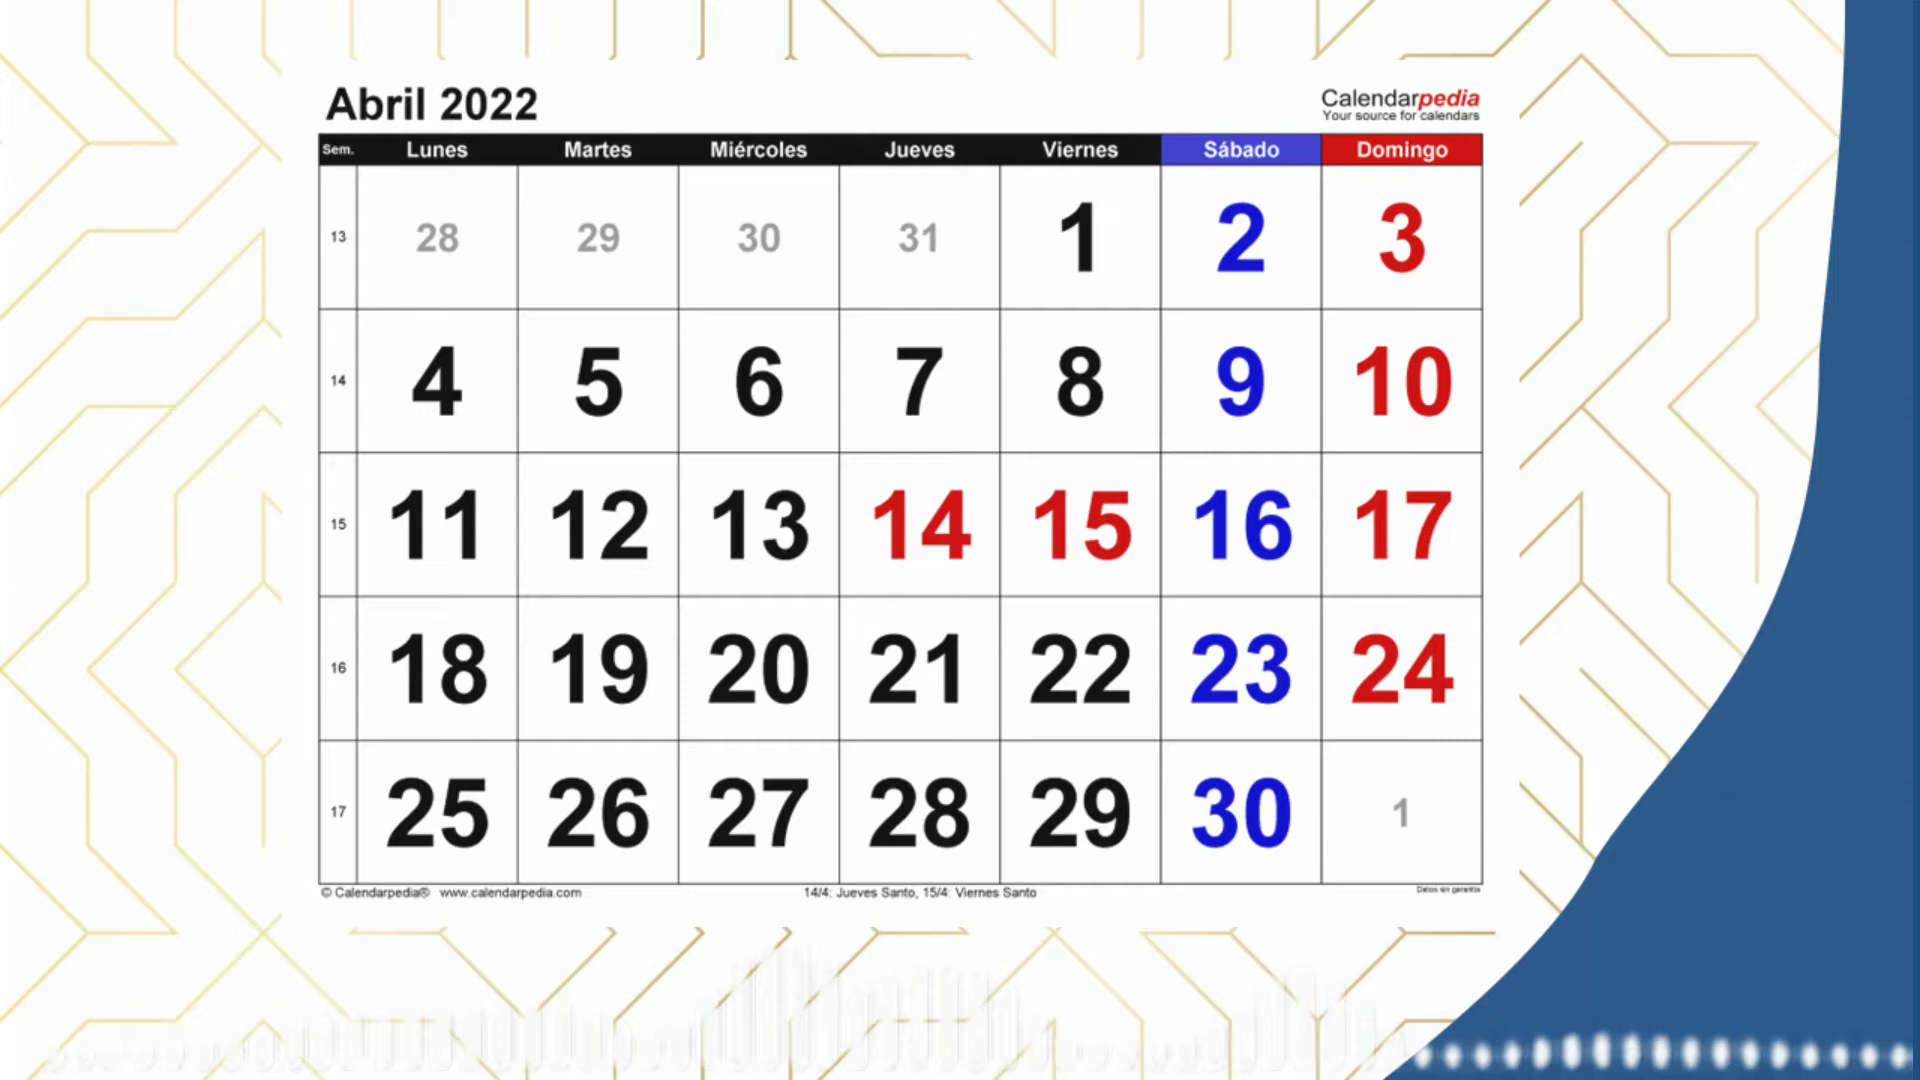 Abril 2022
Calendarpedia
Your source for calendars
Sem. Lunes Martes Miércoles Jueves Viernes Sábado Domingo
13 28 29 30 31 1 2 3
14 4 5 6 7 8 9 10
15 11 12 13 14 15 16 17
16 18 19 20 21 22 23 24
17 25 26 27 28 29 30 1
© Calendarpedia® www.calendarpedia.com 14/4: Jueves Santo, 15/4: Viernes Santo Datos sin garantía